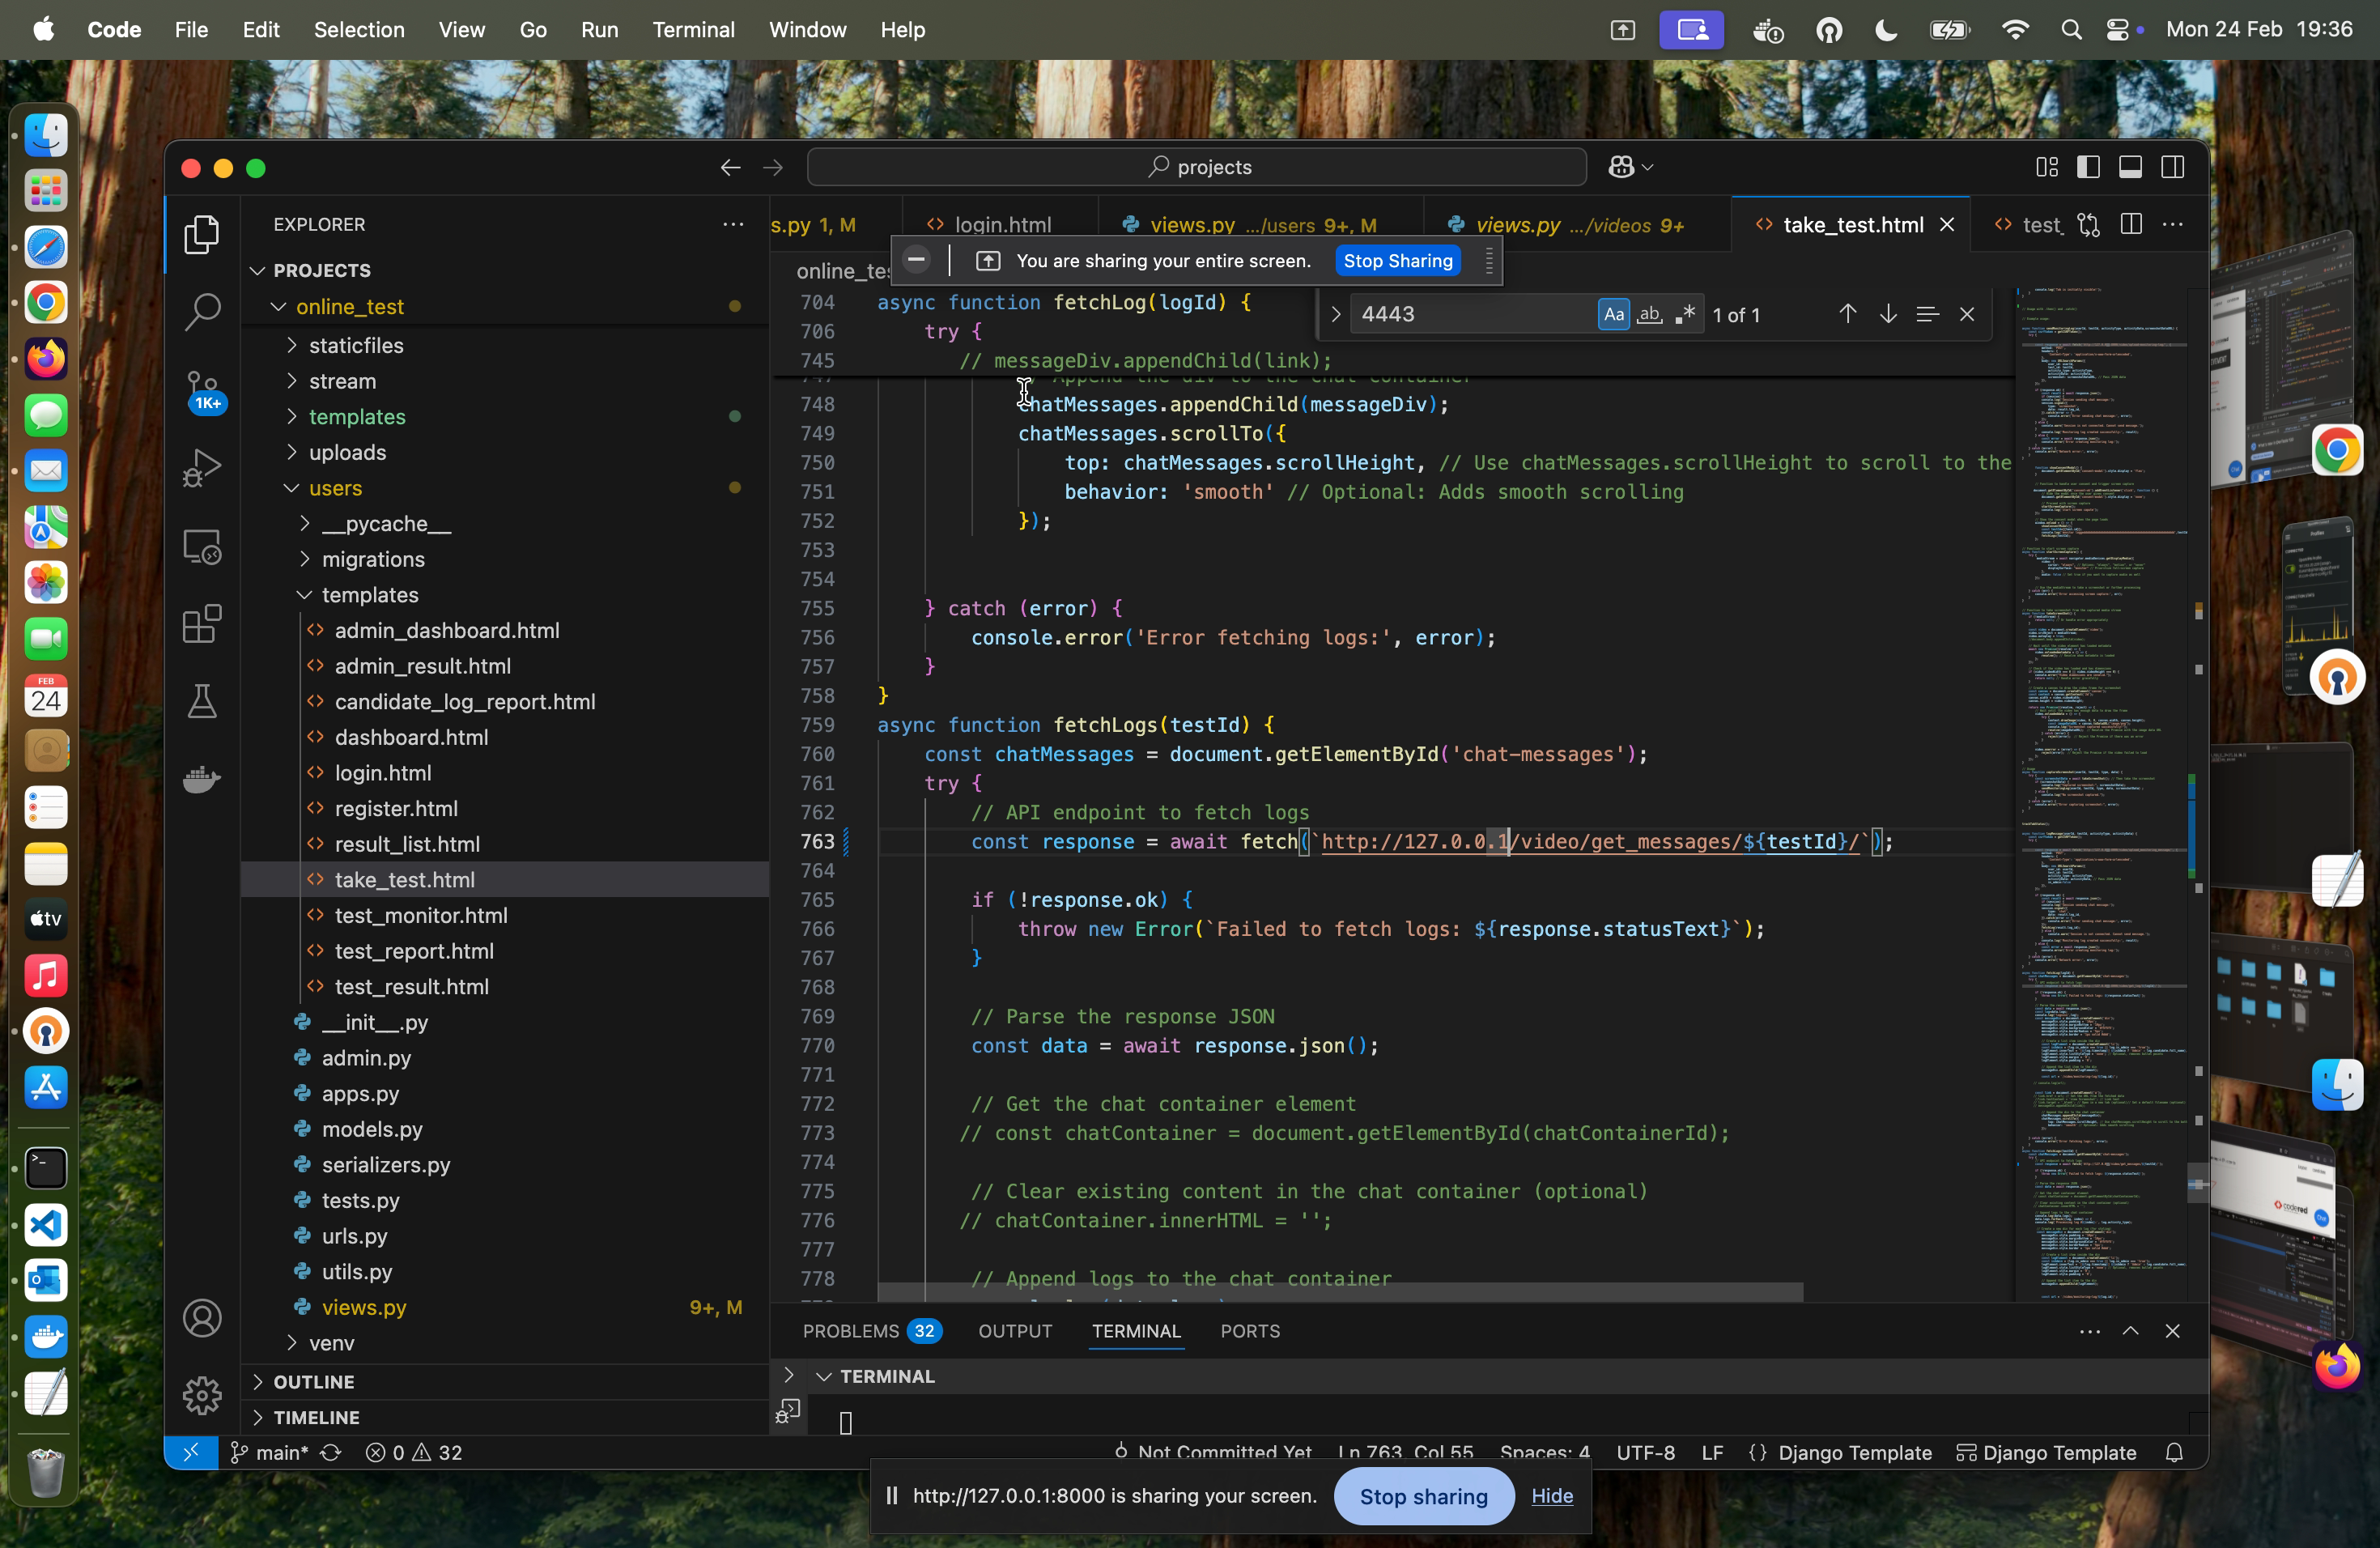 Code File Edit Selection View Go Run Terminal Window Help
Mon 24 Feb 19:36
projects
EXPLORER
PROJECTS
online_test
staticfiles
stream
templates
uploads
users
__pycache__
migrations
templates
admin_dashboard.html
admin_result.html
candidate_log_report.html
dashboard.html
login.html
register.html
result_list.html
take_test.html
test_monitor.html
test_report.html
test_result.html
__init__.py
admin.py
apps.py
models.py
serializers.py
tests.py
urls.py
utils.py
views.py 9+, M
venv
OUTLINE
TIMELINE
1K+
FEB
24
tv
s.py 1, M
login.html
views.py .../users 9+, M
views.py .../videos 9+
take_test.html
test_
online_te
You are sharing your entire screen. Stop Sharing
4443 Aa ab 1 of 1
704 async function fetchLog(logId) {
706 try {
745 // messageDiv.appendChild(link);
748 chatMessages.appendChild(messageDiv);
749 chatMessages.scrollTo({
750 top: chatMessages.scrollHeight, // Use chatMessages.scrollHeight to scroll to the
751 behavior: 'smooth' // Optional: Adds smooth scrolling
752 });
753
754
755 } catch (error) {
756 console.error('Error fetching logs:', error);
757 }
758 }
759 async function fetchLogs(testId) {
760 const chatMessages = document.getElementById('chat-messages');
761 try {
762 // API endpoint to fetch logs
763 const response = await fetch(`http://127.0.0.1/video/get_messages/${testId}/`);
764
765 if (!response.ok) {
766 throw new Error(`Failed to fetch logs: ${response.statusText}`);
767 }
768
769 // Parse the response JSON
770 const data = await response.json();
771
772 // Get the chat container element
773 // const chatContainer = document.getElementById(chatContainerId);
774
775 // Clear existing content in the chat container (optional)
776 // chatContainer.innerHTML = '';
777
778 // Append logs to the chat container
PROBLEMS 32 OUTPUT TERMINAL PORTS
TERMINAL
main* 0 32
Not Committed Yet Ln 763, Col 55 Spaces: 4 UTF-8 LF {} Django Template Django Template
http://127.0.0.1:8000 is sharing your screen. Stop sharing Hide